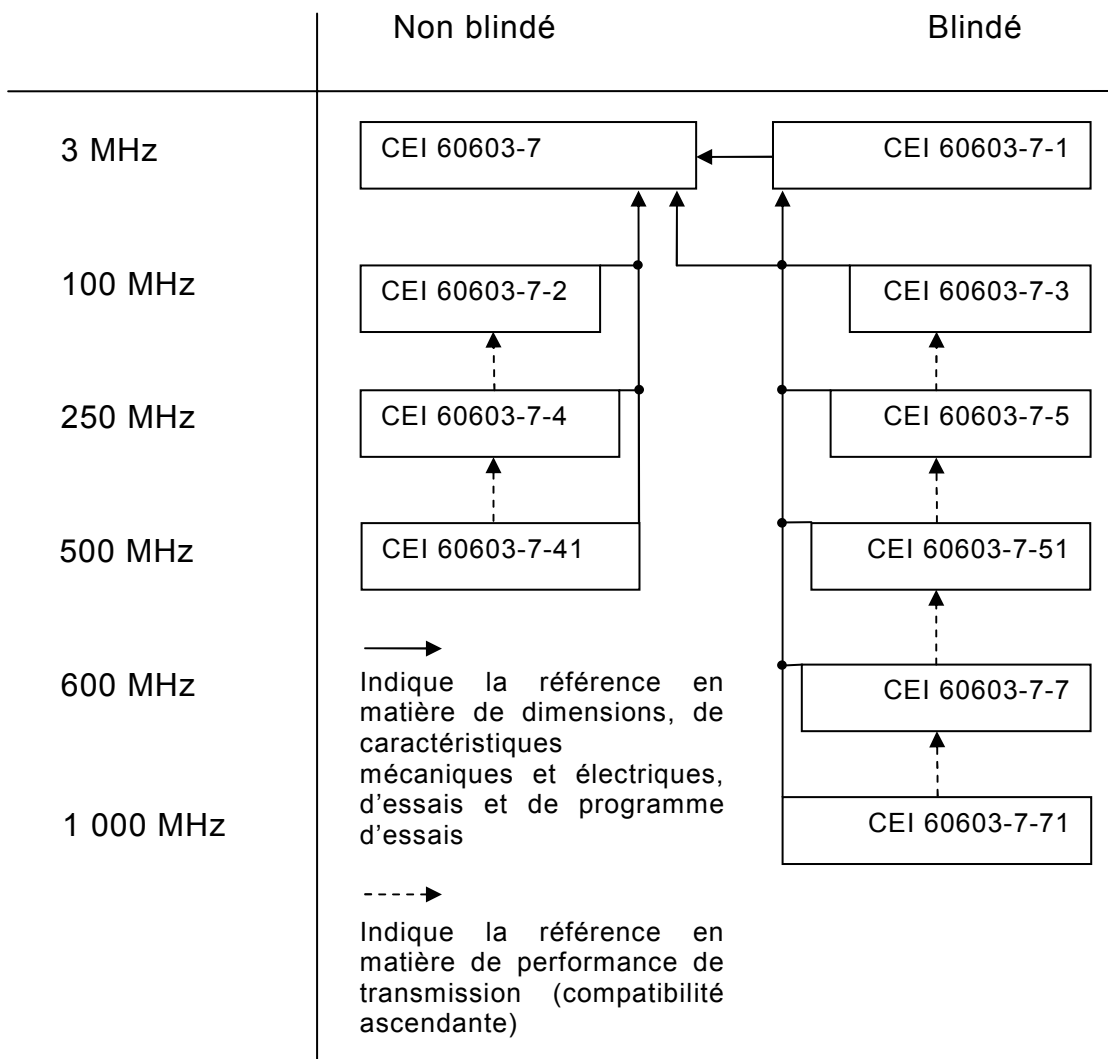 Non blindé Blindé
3 MHz CEI 60603-7 CEI 60603-7-1
100 MHz CEI 60603-7-2 CEI 60603-7-3
250 MHz CEI 60603-7-4 CEI 60603-7-5
500 MHz CEI 60603-7-41 CEI 60603-7-51
600 MHz CEI 60603-7-7
1 000 MHz CEI 60603-7-71
Indique la référence en
matière de dimensions, de
caractéristiques
mécaniques et électriques,
d’essais et de programme
d’essais
Indique la référence en
matière de performance de
transmission (compatibilité
ascendante)